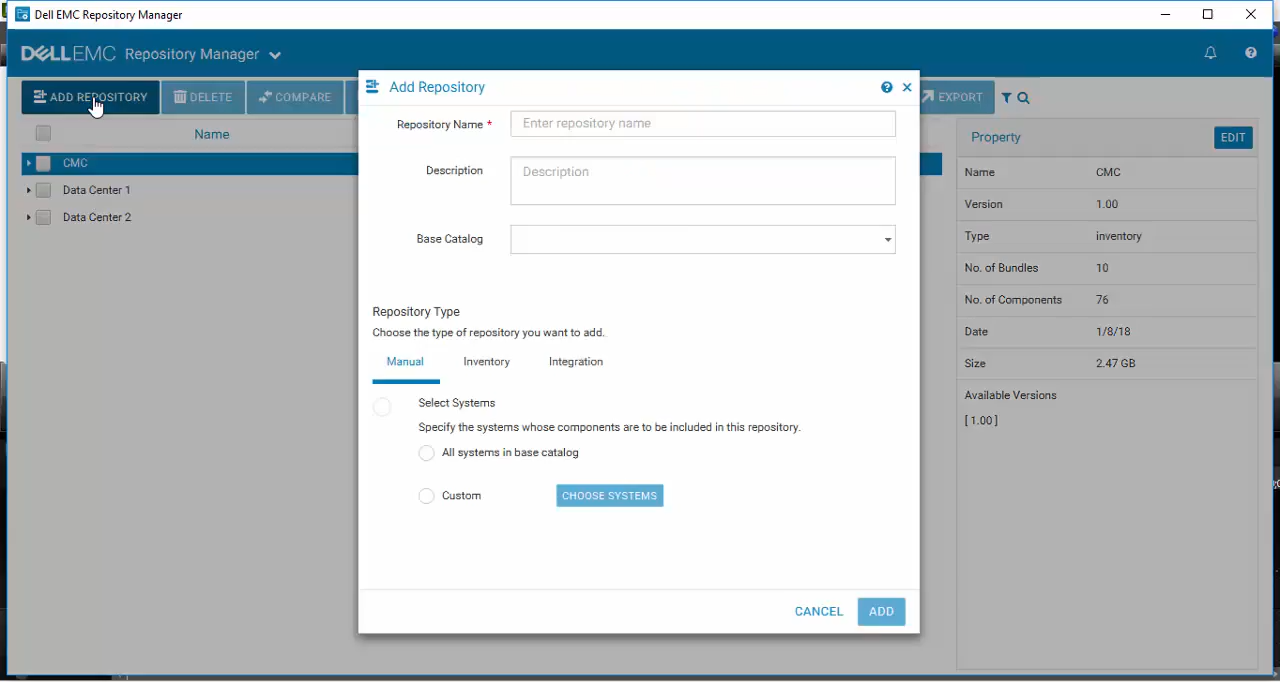 Dell EMC Repository Manager
DELLEMC Repository Manager
ADD REPOSITORY
DELETE
COMPARE
EXPORT
Name
CMC
Data Center 1
Data Center 2
Add Repository
Repository Name *
Enter repository name
Description
Description
Base Catalog
Repository Type
Choose the type of repository you want to add.
Manual Inventory Integration
Select Systems
Specify the systems whose components are to be included in this repository.
All systems in base catalog
Custom
CHOOSE SYSTEMS
CANCEL ADD
Property
EDIT
Name CMC
Version 1.00
Type inventory
No. of Bundles 10
No. of Components 76
Date 1/8/18
Size 2.47 GB
Available Versions
[ 1.00 ]